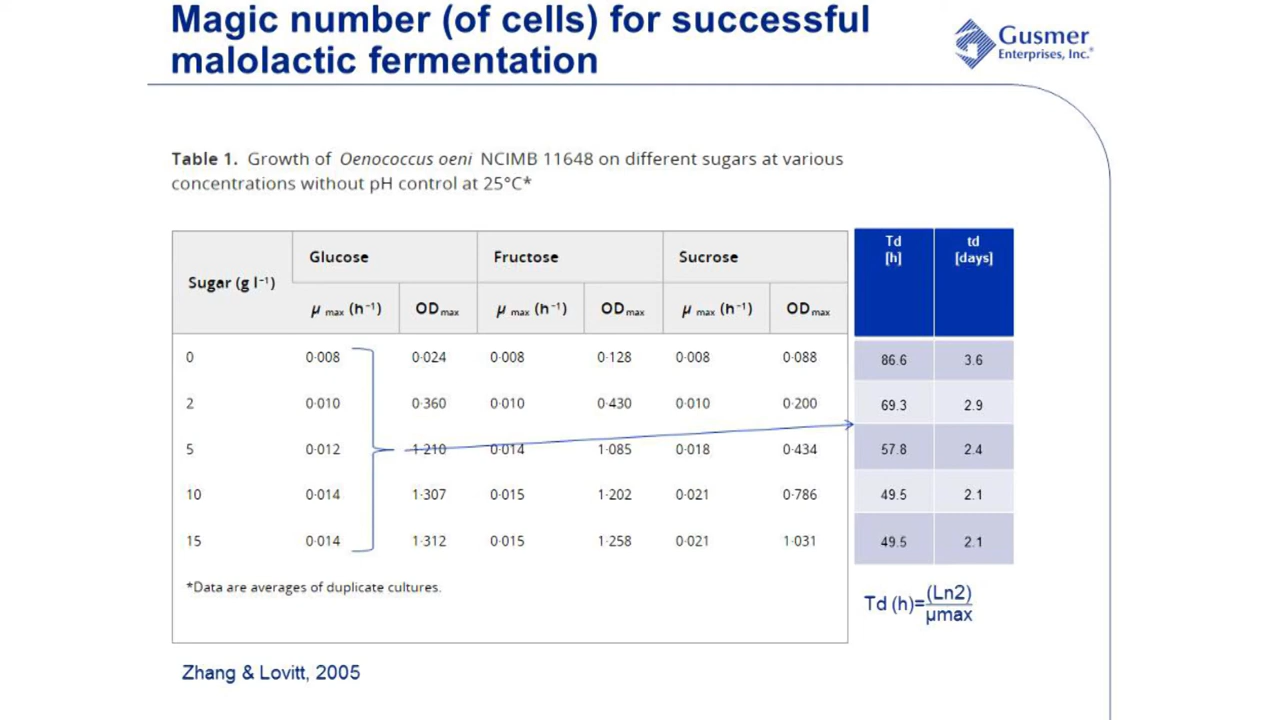 Magic number (of cells) for successful
malolactic fermentation
Gusmer
Enterprises, Inc.®
Table 1. Growth of Oenococcus oeni NCIMB 11648 on different sugars at various
concentrations without pH control at 25°C*
Sugar (g l⁻¹) Glucose Fructose Sucrose Td [h] td [days]
μ max (h⁻¹) OD max μ max (h⁻¹) OD max μ max (h⁻¹) OD max
0 0·008 0·024 0·008 0·128 0·008 0·088 86.6 3.6
2 0·010 0·360 0·010 0·430 0·010 0·200 69.3 2.9
5 0·012 1·210 0·014 1·085 0·018 0·434 57.8 2.4
10 0·014 1·307 0·015 1·202 0·021 0·786 49.5 2.1
15 0·014 1·312 0·015 1·258 0·021 1·031 49.5 2.1
*Data are averages of duplicate cultures.
Td (h)=(Ln2)
μmax
Zhang & Lovitt, 2005